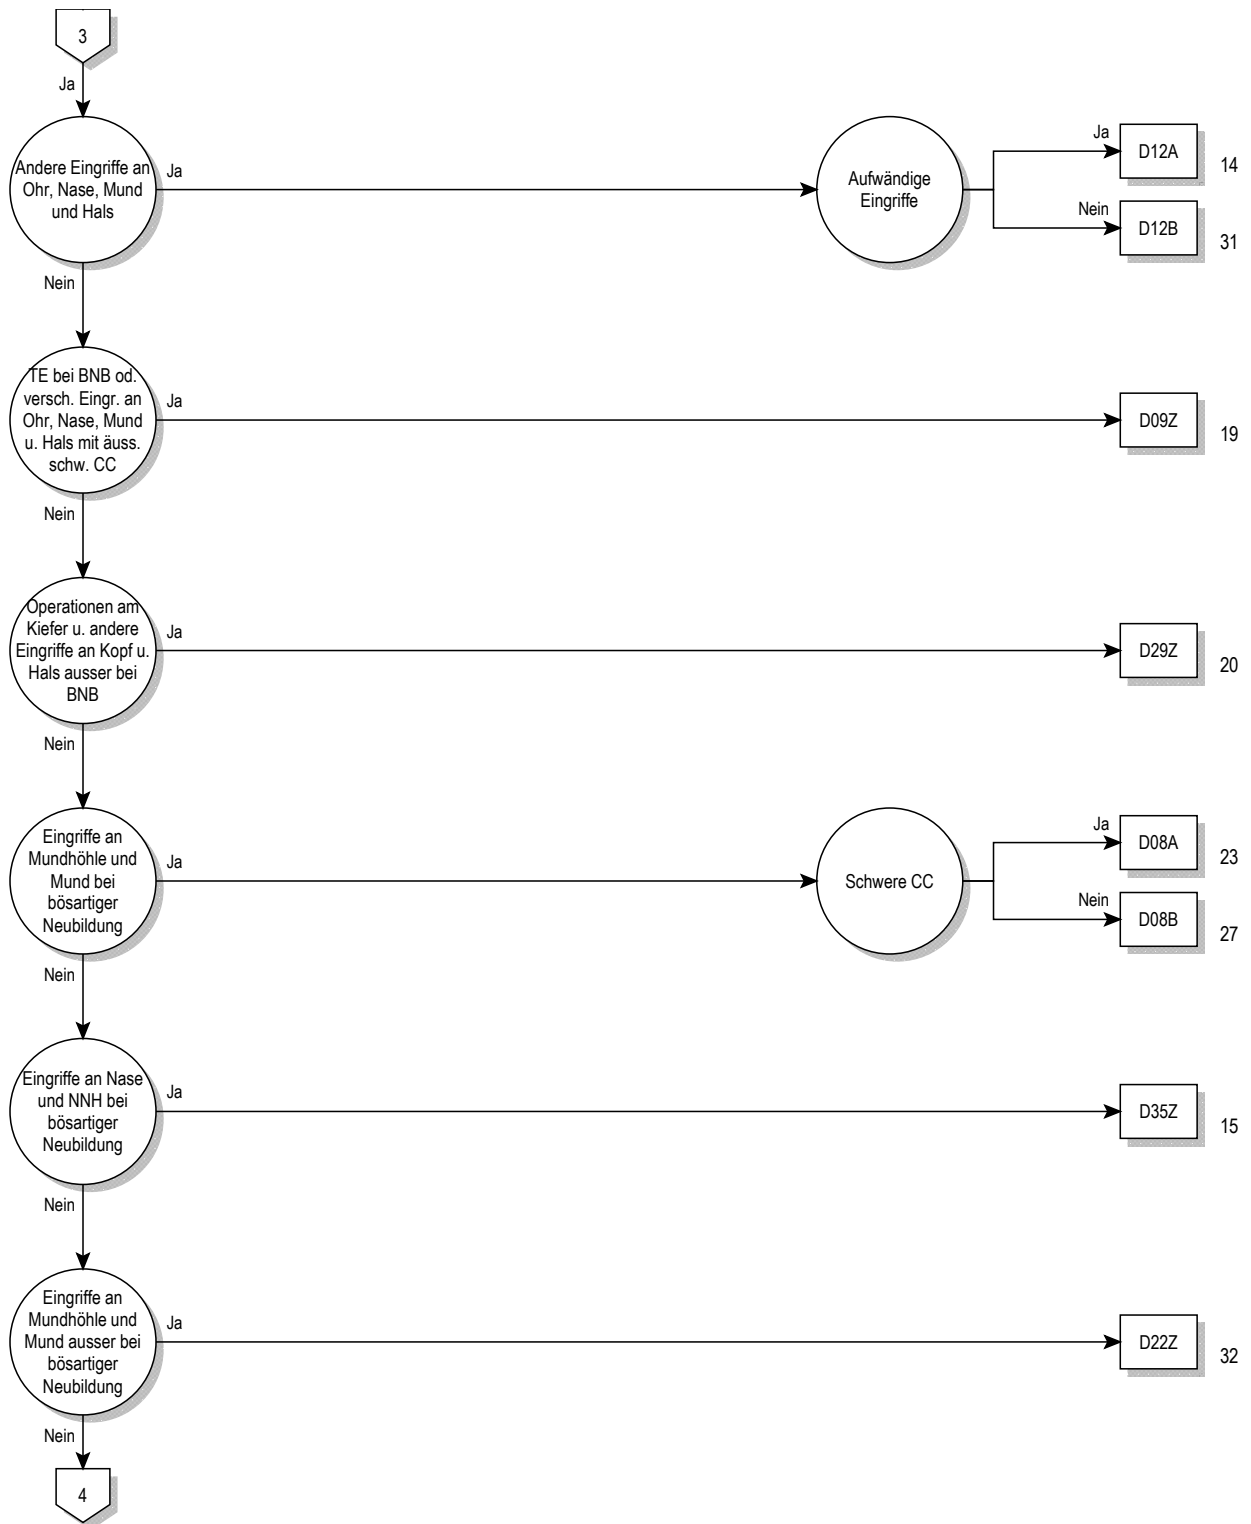 3
Ja
Andere Eingriffe an
Ohr, Nase, Mund
und Hals
Ja
Aufwändige
Eingriffe
Ja
D12A
14
Nein
D12B
31
Nein
TE bei BNB od.
versch. Eingr. an
Ohr, Nase, Mund
u. Hals mit äuss.
schw. CC
Ja
D09Z
19
Nein
Operationen am
Kiefer u. andere
Eingriffe an Kopf u.
Hals ausser bei
BNB
Ja
D29Z
20
Nein
Eingriffe an
Mundhöhle und
Mund bei
bösartiger
Neubildung
Ja
Schwere CC
Ja
D08A
23
Nein
D08B
27
Nein
Eingriffe an Nase
und NNH bei
bösartiger
Neubildung
Ja
D35Z
15
Nein
Eingriffe an
Mundhöhle und
Mund ausser bei
bösartiger
Neubildung
Ja
D22Z
32
Nein
4